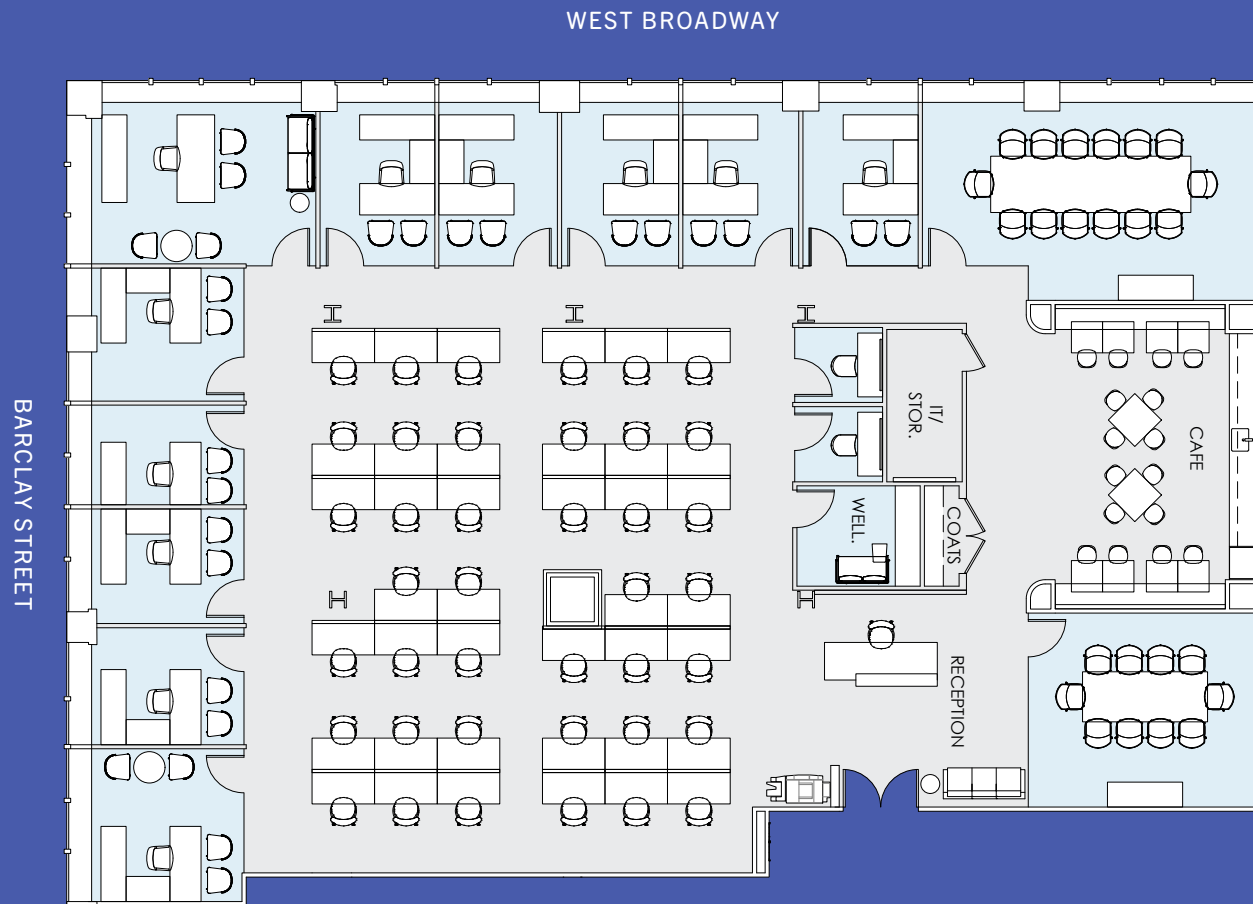 WEST BROADWAY
BARCLAY STREET
IT/
STOR.
CAFE
WELL.
COATS
RECEPTION